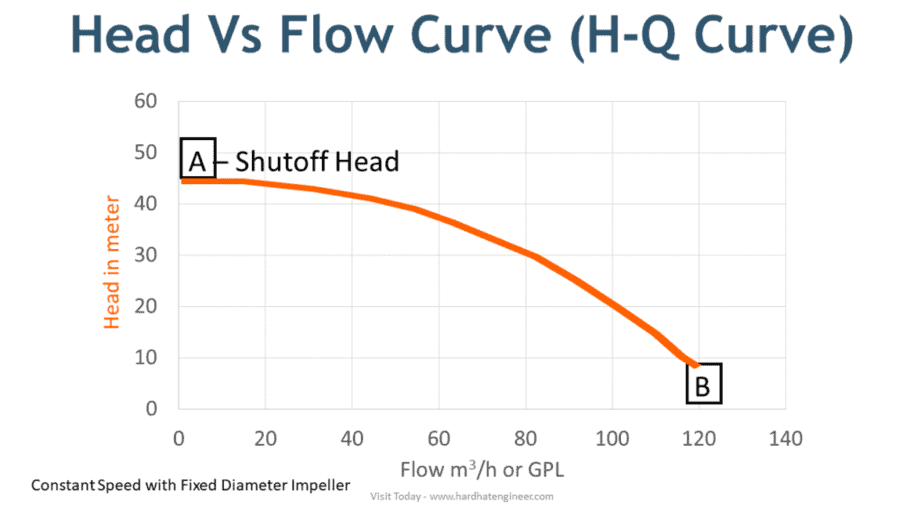 Head Vs Flow Curve (H-Q Curve)
60
50
A – Shutoff Head
40
30
20
10
0
Head in meter
B
0 20 40 60 80 100 120 140
Flow m³/h or GPL
Constant Speed with Fixed Diameter Impeller
Visit Today - www.hardhatengineer.com